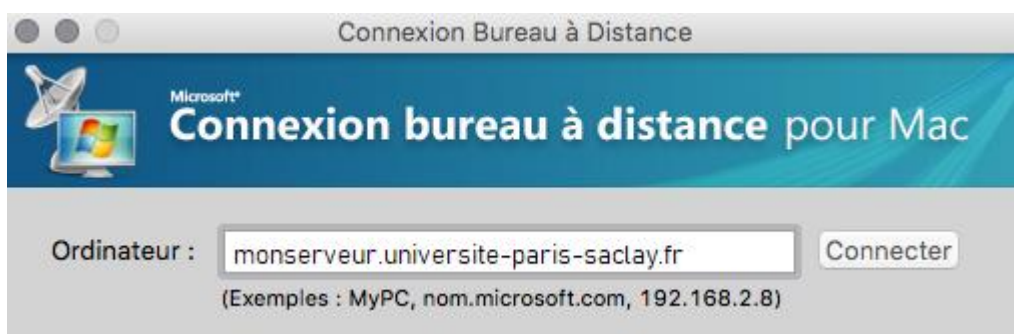 Connexion Bureau à Distance
Microsoft®
Connexion bureau à distance pour Mac
Ordinateur : monserveur.universite-paris-saclay.fr Connecter
(Exemples : MyPC, nom.microsoft.com, 192.168.2.8)